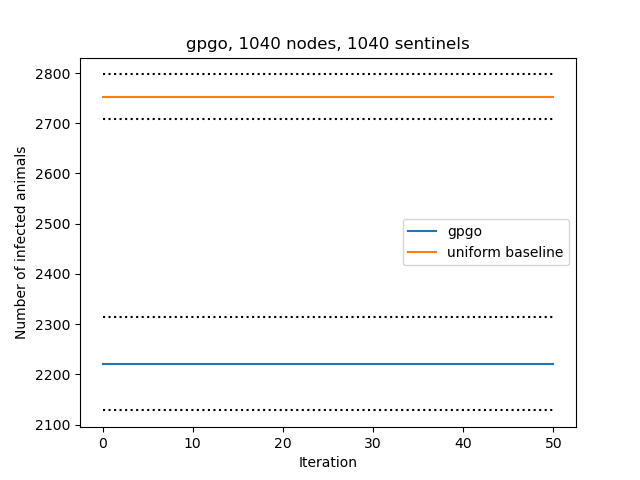 gpgo, 1040 nodes, 1040 sentinels
2800
2700
2600
2500
2400
2300
2200
2100
Number of infected animals
gpgo
uniform baseline
0 10 20 30 40 50
Iteration